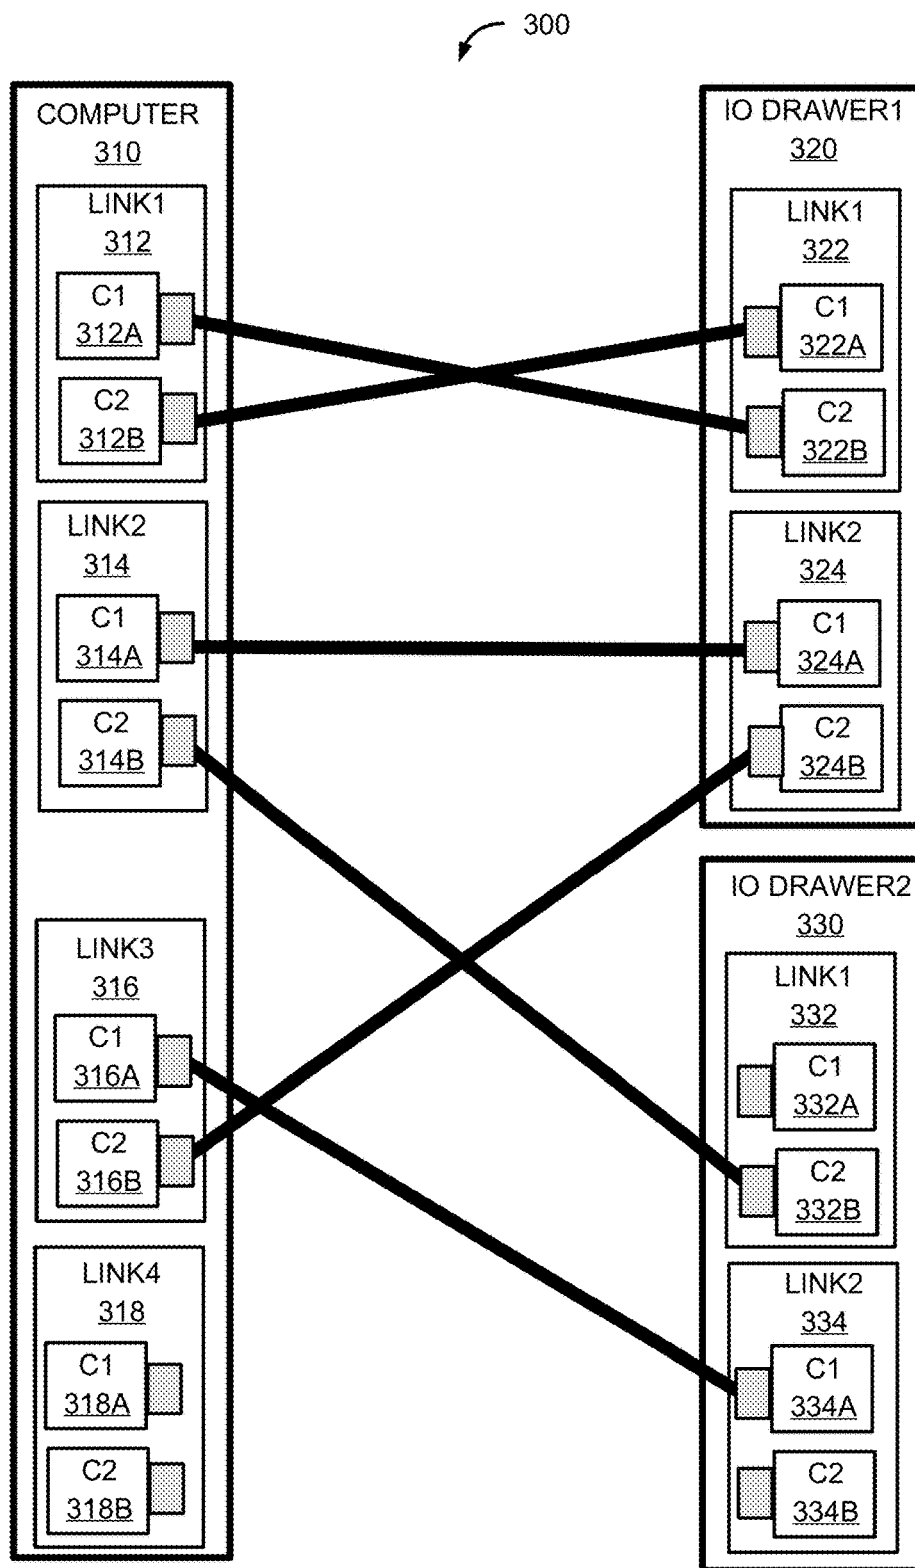 300
COMPUTER
310
LINK1
312
C1
312A
C2
312B
LINK2
314
C1
314A
C2
314B
LINK3
316
C1
316A
C2
316B
LINK4
318
C1
318A
C2
318B
IO DRAWER1
320
LINK1
322
C1
322A
C2
322B
LINK2
324
C1
324A
C2
324B
IO DRAWER2
330
LINK1
332
C1
332A
C2
332B
LINK2
334
C1
334A
C2
334B